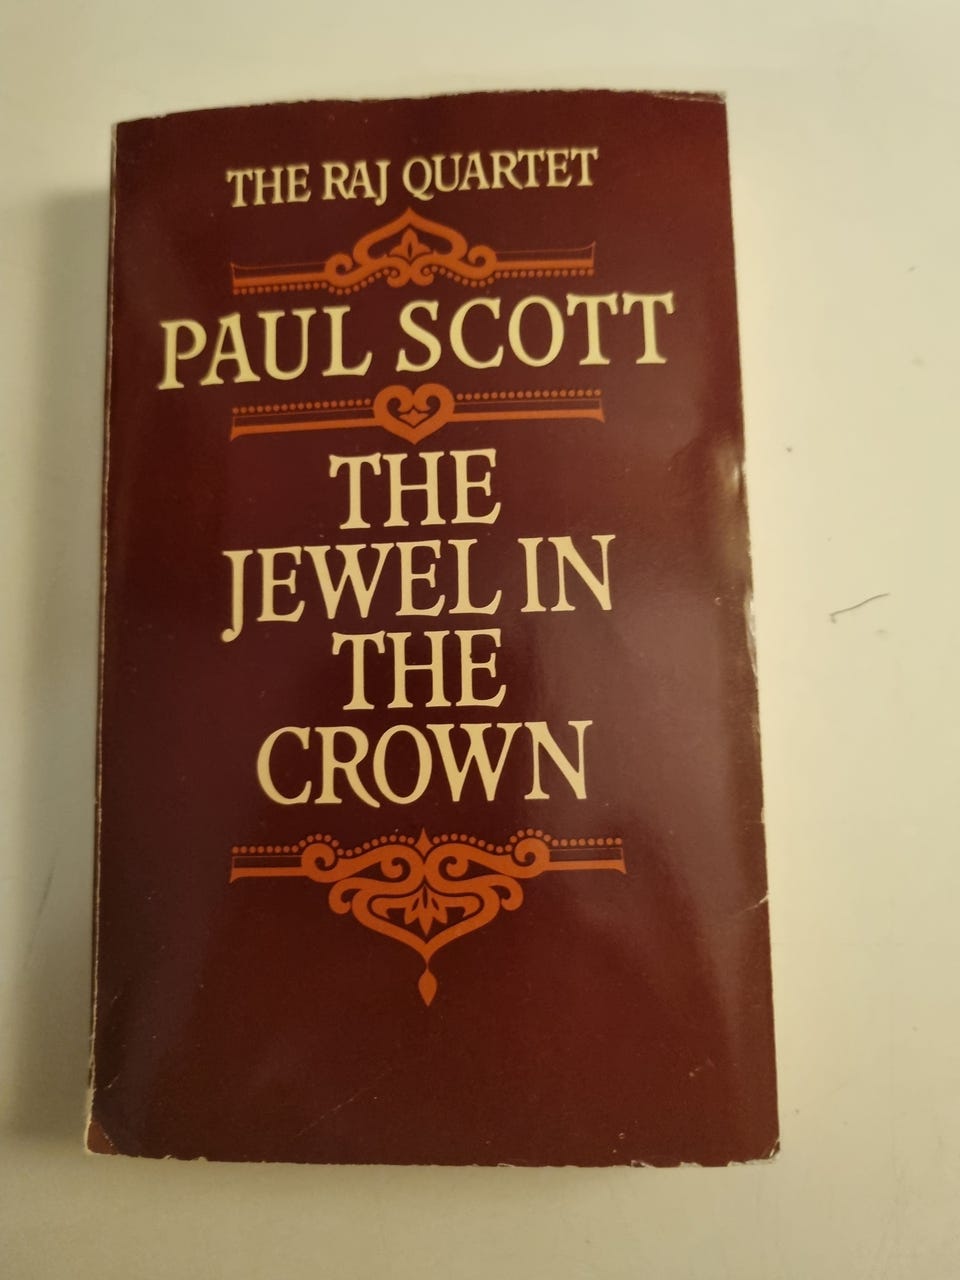 THE RAJ QUARTET
PAUL SCOTT
THE
JEWEL IN
THE
CROWN